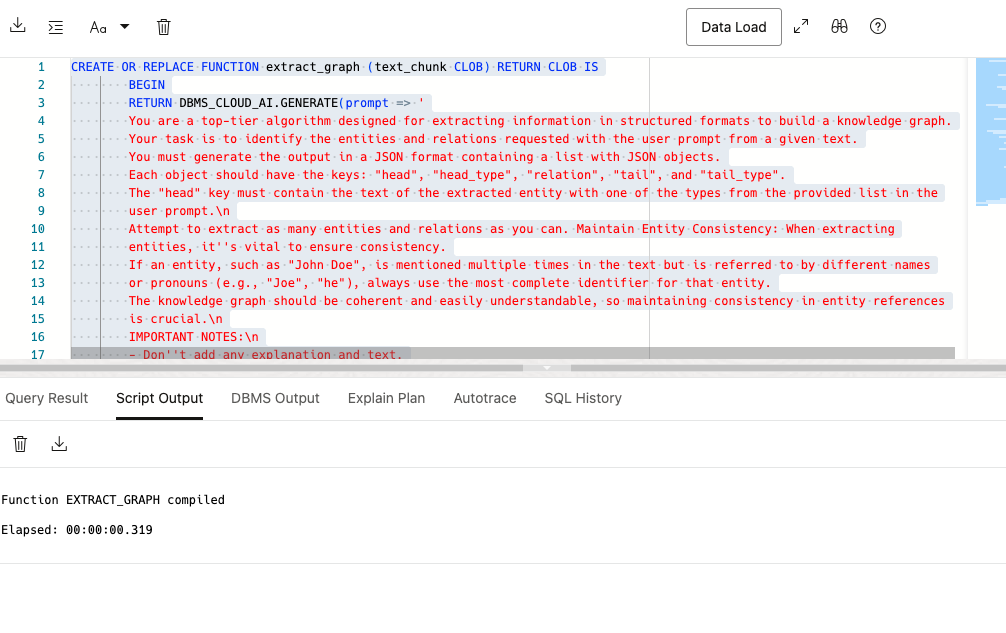 Aa
Data Load
1 CREATE OR REPLACE FUNCTION extract_graph (text_chunk CLOB) RETURN CLOB IS
2 BEGIN
3 RETURN DBMS_CLOUD_AI.GENERATE(prompt => '
4 You are a top-tier algorithm designed for extracting information in structured formats to build a knowledge graph.
5 Your task is to identify the entities and relations requested with the user prompt from a given text.
6 You must generate the output in a JSON format containing a list with JSON objects.
7 Each object should have the keys: "head", "head_type", "relation", "tail", and "tail_type".
8 The "head" key must contain the text of the extracted entity with one of the types from the provided list in the
9 user prompt.\n
10 Attempt to extract as many entities and relations as you can. Maintain Entity Consistency: When extracting
11 entities, it''s vital to ensure consistency.
12 If an entity, such as "John Doe", is mentioned multiple times in the text but is referred to by different names
13 or pronouns (e.g., "Joe", "he"), always use the most complete identifier for that entity.
14 The knowledge graph should be coherent and easily understandable, so maintaining consistency in entity references
15 is crucial.\n
16 IMPORTANT NOTES:\n
17 - Don''t add any explanation and text.
Query Result Script Output DBMS Output Explain Plan Autotrace SQL History
Function EXTRACT_GRAPH compiled
Elapsed: 00:00:00.319